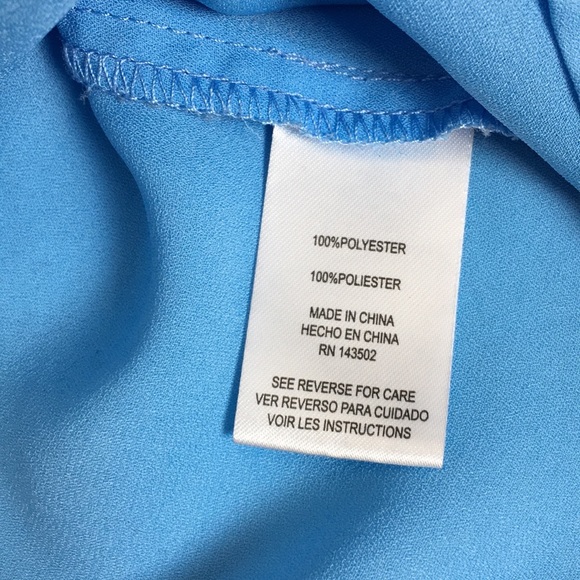 100%POLYESTER
100%POLIESTER
MADE IN CHINA
HECHO EN CHINA
RN 143502
SEE REVERSE FOR CARE
VER REVERSO PARA CUIDADO
VOIR LES INSTRUCTIONS